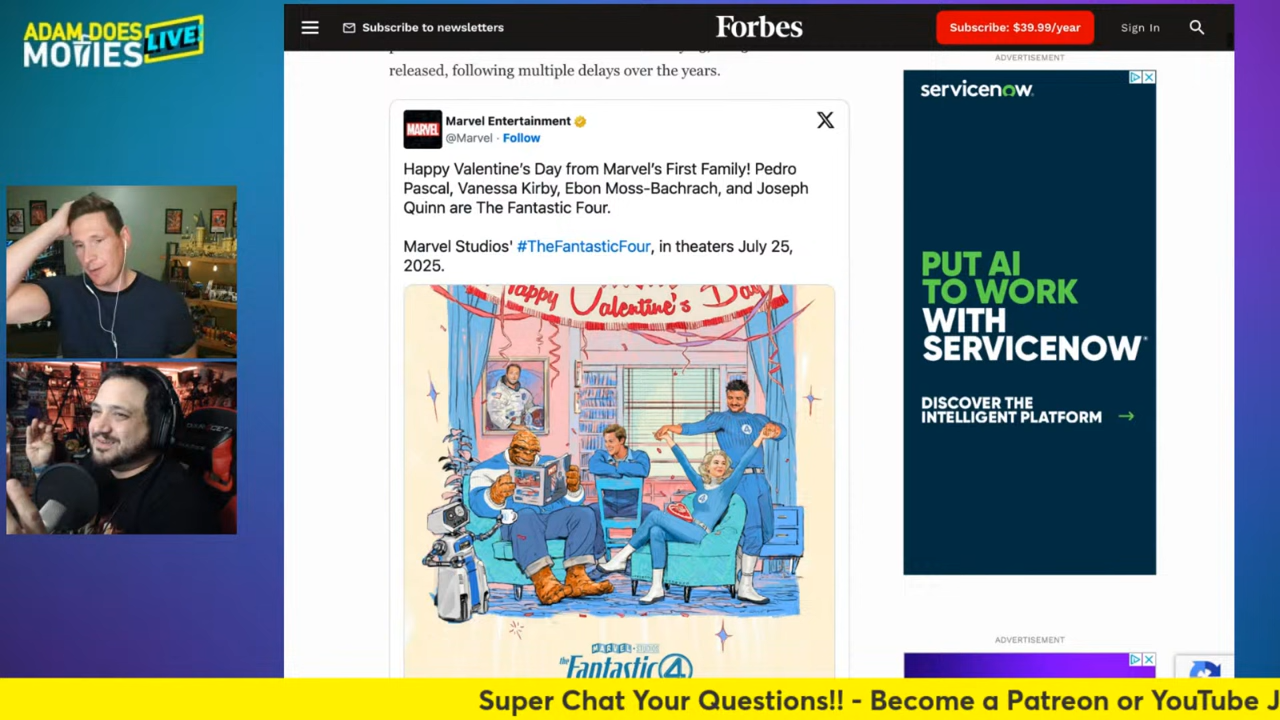 ADAM DOES
MOVIES LIVE!
Subscribe to newsletters
Forbes
Subscribe: $39.99/year
Sign In
released, following multiple delays over the years.
ADVERTISEMENT
MARVEL
Marvel Entertainment
@Marvel · Follow
Happy Valentine's Day from Marvel's First Family! Pedro
Pascal, Vanessa Kirby, Ebon Moss-Bachrach, and Joseph
Quinn are The Fantastic Four.
Marvel Studios' #TheFantasticFour, in theaters July 25,
2025.
Happy Valentine's Day
MARVEL STUDIOS
the Fantastic 4
servicenow
PUT AI
TO WORK
WITH
SERVICENOW
DISCOVER THE
INTELLIGENT PLATFORM →
ADVERTISEMENT
Super Chat Your Questions!! - Become a Patreon or YouTube J